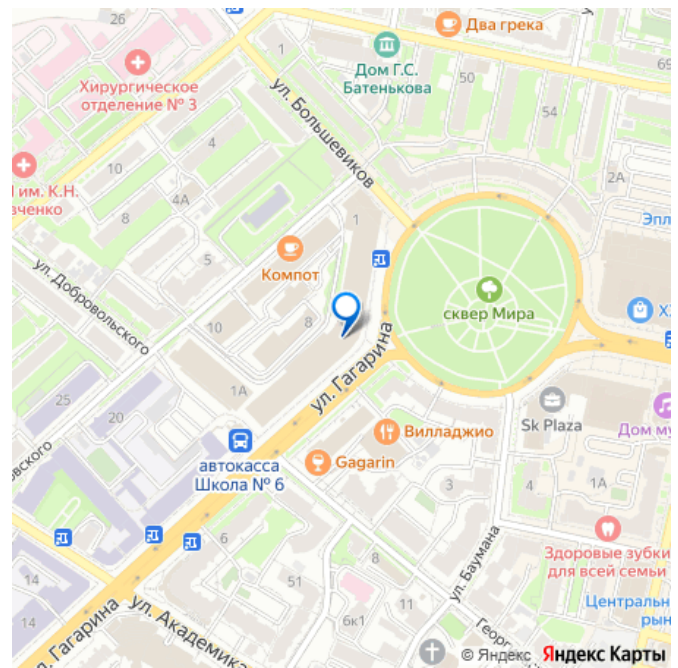 26
Два грека
Хирургическое
отделение № 3
1
Дом Г.С.
Батенькова
50
54
69
ул. Большевиков
10
4
2А
им. К.Н.
вченко
4А
8
1
Эпл
5
Компот
ул. Добровольского
сквер Мира
10
8
ул. Гагарина
1А
25
20
Sk Plaza
Дом му
Вилладжио
автокасса
Школа № 6
Gagarin
3
4
1А
6
8
Здоровые зубки
для всей семьи
ул. Баумана
51
14
6к1
11
Центральн
рын
ул. Гагарина
ул. Академика
Георг
© Яндекс Яндекс Карты